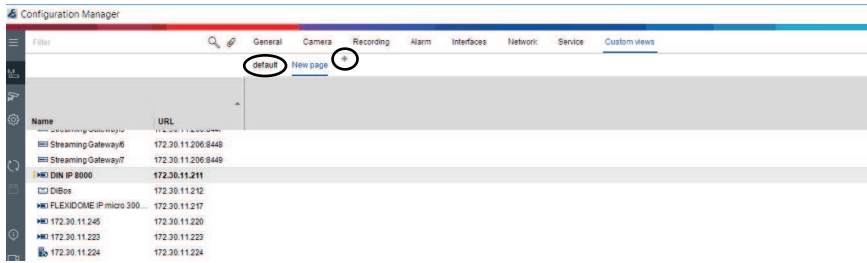 Configuration Manager
Filter General Camera Recording Alarm Interfaces Network Service Custom views
default New page +
Name URL
Streaming Gateway/6 172.30.11.206:8448
Streaming Gateway/7 172.30.11.206:8449
DIN IP 8000 172.30.11.211
DiBos 172.30.11.212
FLEXIDOME IP micro 300... 172.30.11.217
172.30.11.245 172.30.11.220
172.30.11.223 172.30.11.223
172.30.11.224 172.30.11.224